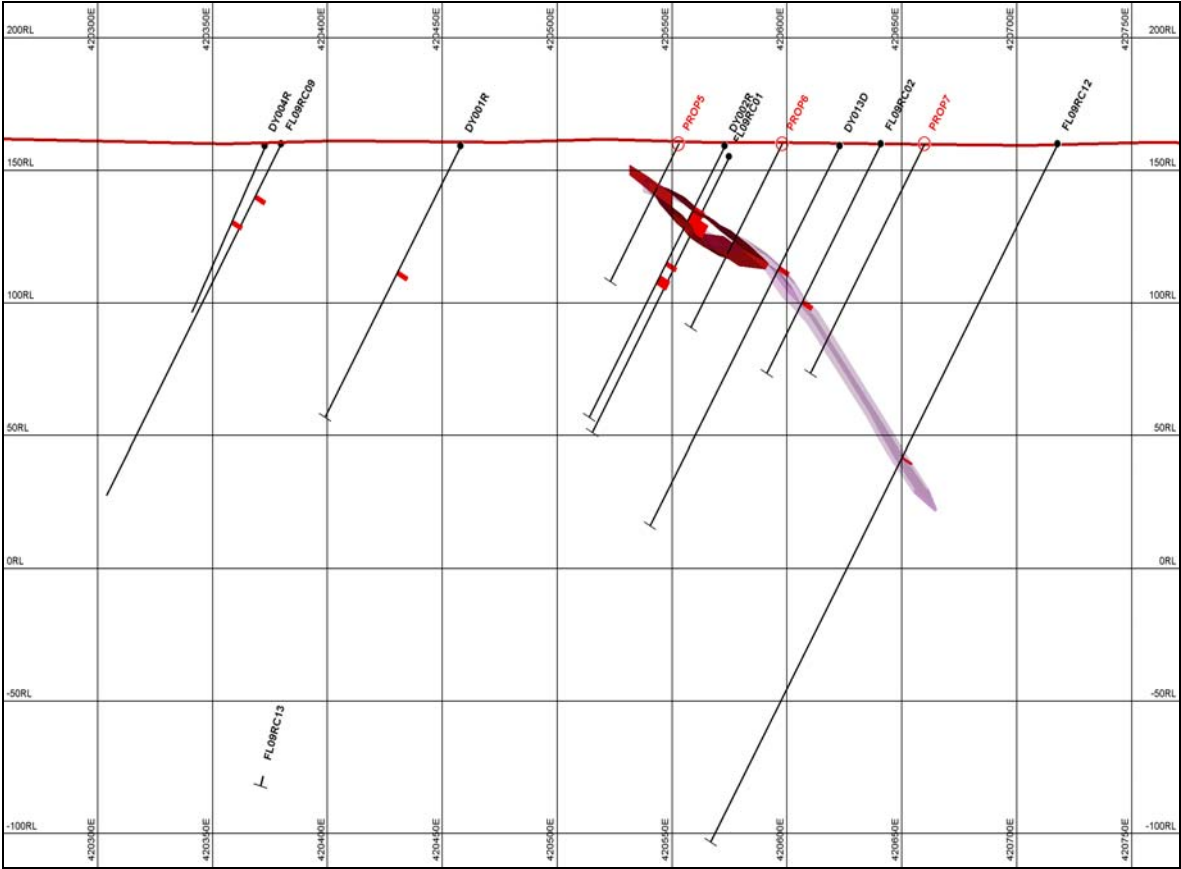 420300E
420350E
420400E
420450E
420500E
420550E
420600E
420650E
420700E
420750E
200RL
200RL
DY004R
FL09RC09
DY001R
PROP5
DY002R
FL09RC01
PROP6
DY013D
FL09RC02
PROP7
FL09RC12
150RL
150RL
100RL
100RL
50RL
50RL
0RL
0RL
-50RL
-50RL
FL09RC13
-100RL
-100RL
420300E
420350E
420400E
420450E
420500E
420550E
420600E
420650E
420700E
420750E